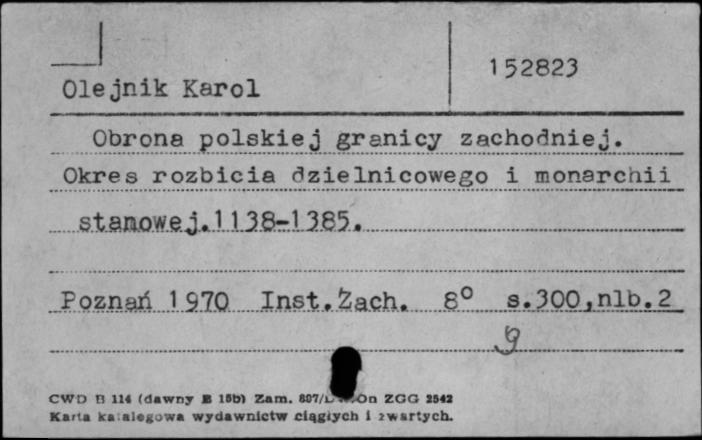 152823
Olejnik Karol
Obrona polskiej granicy zachodniej.
Okres rozbicia dzielnicowego i monarchii
stanowej.1138-1385.
Poznań 1970 Inst.Zach. 8° s.300,nlb.2
g
CWD B 114 (dawny B 15b) Zam. ZGG 2542
Karta katalogowa wydawnictw ciągłych i zwartych.